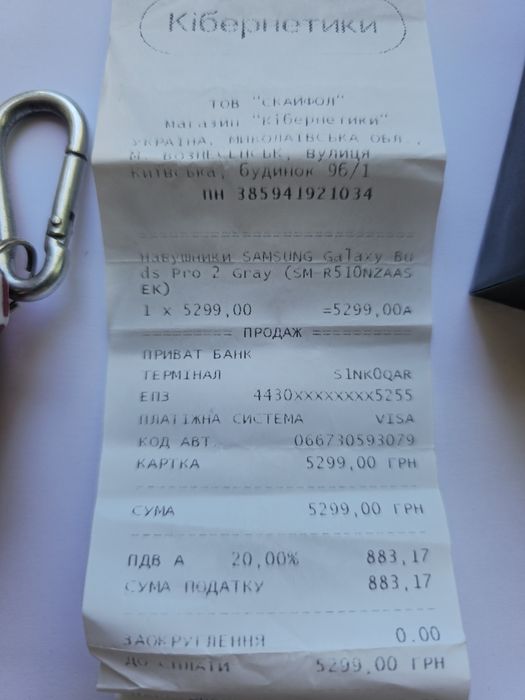 Кібернетики
ТОВ "СКАЙФОЛ"
магазин "Кібернетики"
УКРАЇНА, МИКОЛАЇВСЬКА ОБЛ.,
М. ВОЗНЕСЕНСЬК, вулиця
Київська, будинок 96/1
ПН 385941921034
Навушники SAMSUNG Galaxy Bu
ds Pro 2 Gray (SM-R510NZAAS
EK)
1 x 5299,00 =5299,00А
ПРОДАЖ
ПРИВАТ БАНК
ТЕРМІНАЛ S1NK0QAR
ЕПЗ 4430XXXXXXXX5255
ПЛАТІЖНА СИСТЕМА VISA
КОД АВТ. 066730593079
КАРТКА 5299,00 ГРН
СУМА 5299,00 ГРН
ПДВ А 20,00% 883,17
СУМА ПОДАТКУ 883,17
ЗАОКРУГЛЕННЯ 0.00
ДО СПЛАТИ 5299,00 ГРН